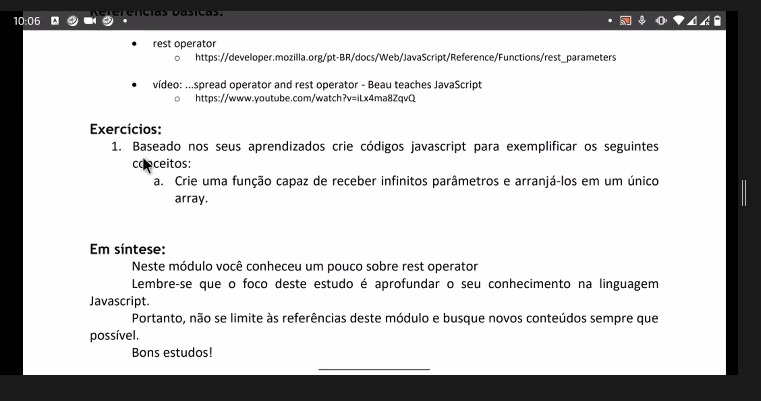 Referências básicas:
10:06
• rest operator
○ https://developer.mozilla.org/pt-BR/docs/Web/JavaScript/Reference/Functions/rest_parameters
• vídeo: ...spread operator and rest operator - Beau teaches JavaScript
○ https://www.youtube.com/watch?v=iLx4ma8ZqvQ
Exercícios:
1. Baseado nos seus aprendizados crie códigos javascript para exemplificar os seguintes
conceitos:
a. Crie uma função capaz de receber infinitos parâmetros e arranjá-los em um único
array.
Em síntese:
Neste módulo você conheceu um pouco sobre rest operator
Lembre-se que o foco deste estudo é aprofundar o seu conhecimento na linguagem
Javascript.
Portanto, não se limite às referências deste módulo e busque novos conteúdos sempre que
possível.
Bons estudos!